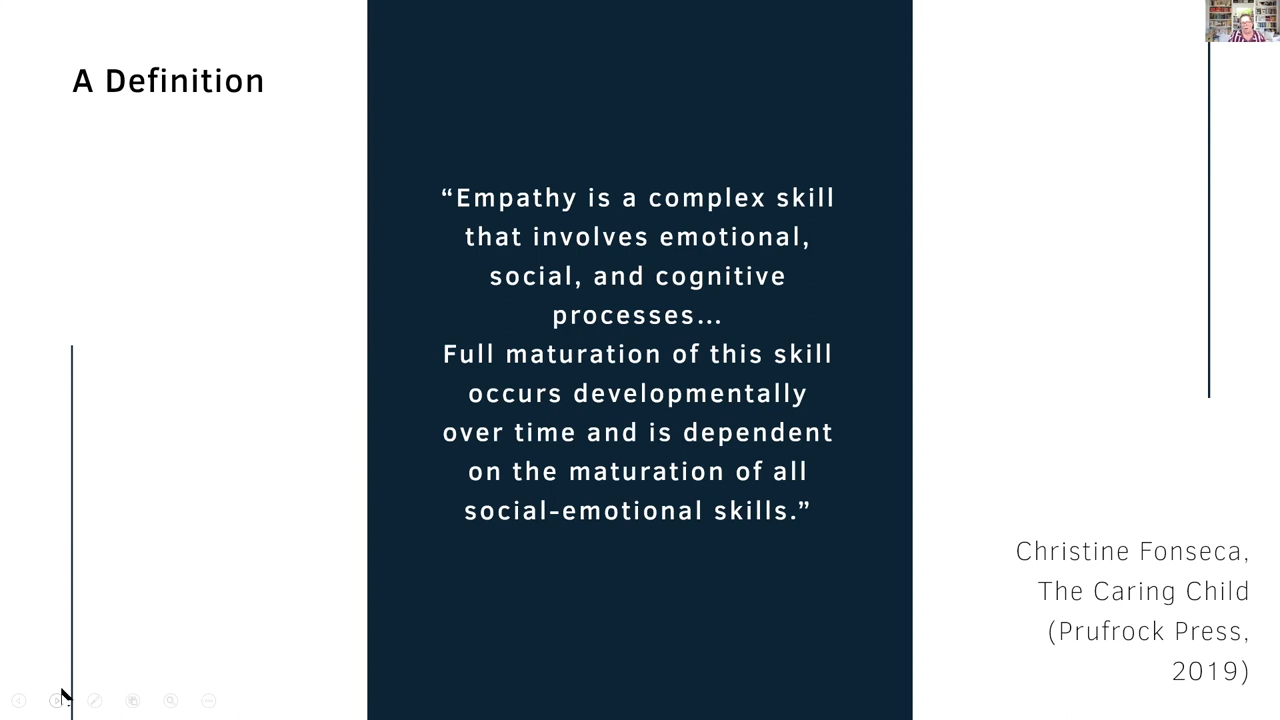 A Definition
“Empathy is a complex skill
that involves emotional,
social, and cognitive
processes...
Full maturation of this skill
occurs developmentally
over time and is dependent
on the maturation of all
social-emotional skills.”
Christine Fonseca,
The Caring Child
(Prufrock Press,
2019)